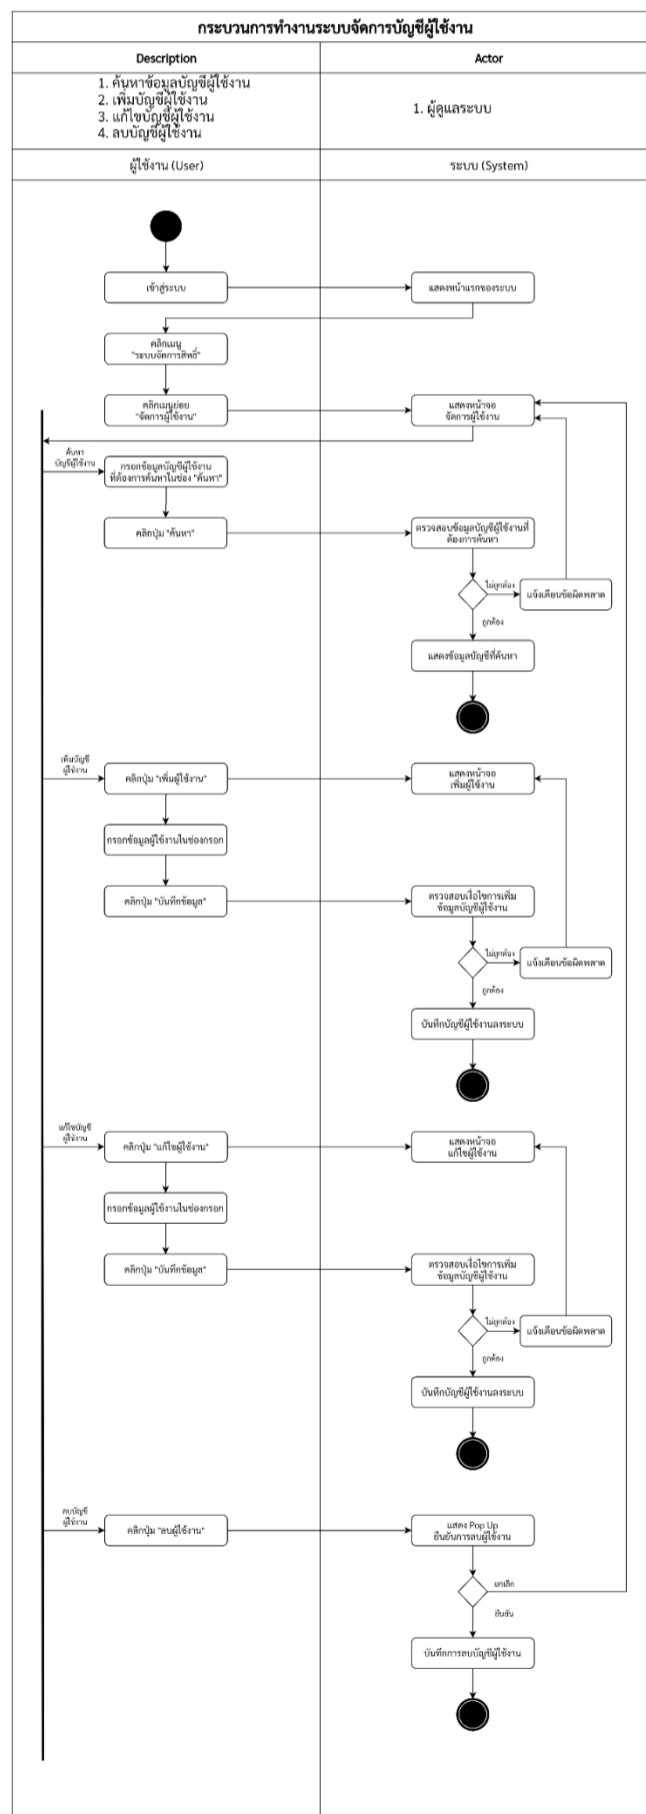 กระบวนการทำงานระบบจัดการบัญชีผู้ใช้งาน
Description
Actor
1. ค้นหาข้อมูลบัญชีผู้ใช้งาน
2. เพิ่มบัญชีผู้ใช้งาน
3. แก้ไขบัญชีผู้ใช้งาน
4. ลบบัญชีผู้ใช้งาน
1. ผู้ดูแลระบบ
ผู้ใช้งาน (User)
ระบบ (System)
เข้าสู่ระบบ
แสดงหน้าแรกของระบบ
คลิกเมนู
"ระบบจัดการสิทธิ์"
คลิกเมนูย่อย
"จัดการผู้ใช้งาน"
แสดงหน้าจอ
จัดการผู้ใช้งาน
ค้นหา
บัญชีผู้ใช้งาน
กรอกข้อมูลบัญชีผู้ใช้งาน
ที่ต้องการค้นหาในช่อง "ค้นหา"
คลิกปุ่ม "ค้นหา"
ตรวจสอบข้อมูลบัญชีผู้ใช้งานที่
ต้องการค้นหา
ไม่ถูกต้อง
แจ้งเตือนข้อผิดพลาด
ถูกต้อง
แสดงข้อมูลบัญชีที่ค้นหา
เพิ่มบัญชี
ผู้ใช้งาน
คลิกปุ่ม "เพิ่มผู้ใช้งาน"
แสดงหน้าจอ
เพิ่มผู้ใช้งาน
กรอกข้อมูลผู้ใช้งานในช่องกรอก
คลิกปุ่ม "บันทึกข้อมูล"
ตรวจสอบเงื่อไขการเพิ่ม
ข้อมูลบัญชีผู้ใช้งาน
ไม่ถูกต้อง
แจ้งเตือนข้อผิดพลาด
ถูกต้อง
บันทึกบัญชีผู้ใช้งานลงระบบ
แก้ไขบัญชี
ผู้ใช้งาน
คลิกปุ่ม "แก้ไขผู้ใช้งาน"
แสดงหน้าจอ
แก้ไขผู้ใช้งาน
กรอกข้อมูลผู้ใช้งานในช่องกรอก
คลิกปุ่ม "บันทึกข้อมูล"
ตรวจสอบเงื่อไขการเพิ่ม
ข้อมูลบัญชีผู้ใช้งาน
ไม่ถูกต้อง
แจ้งเตือนข้อผิดพลาด
ถูกต้อง
บันทึกบัญชีผู้ใช้งานลงระบบ
ลบบัญชี
ผู้ใช้งาน
คลิกปุ่ม "ลบผู้ใช้งาน"
แสดง Pop Up
ยืนยันการลบผู้ใช้งาน
ยกเลิก
ยืนยัน
บันทึกการลบบัญชีผู้ใช้งาน